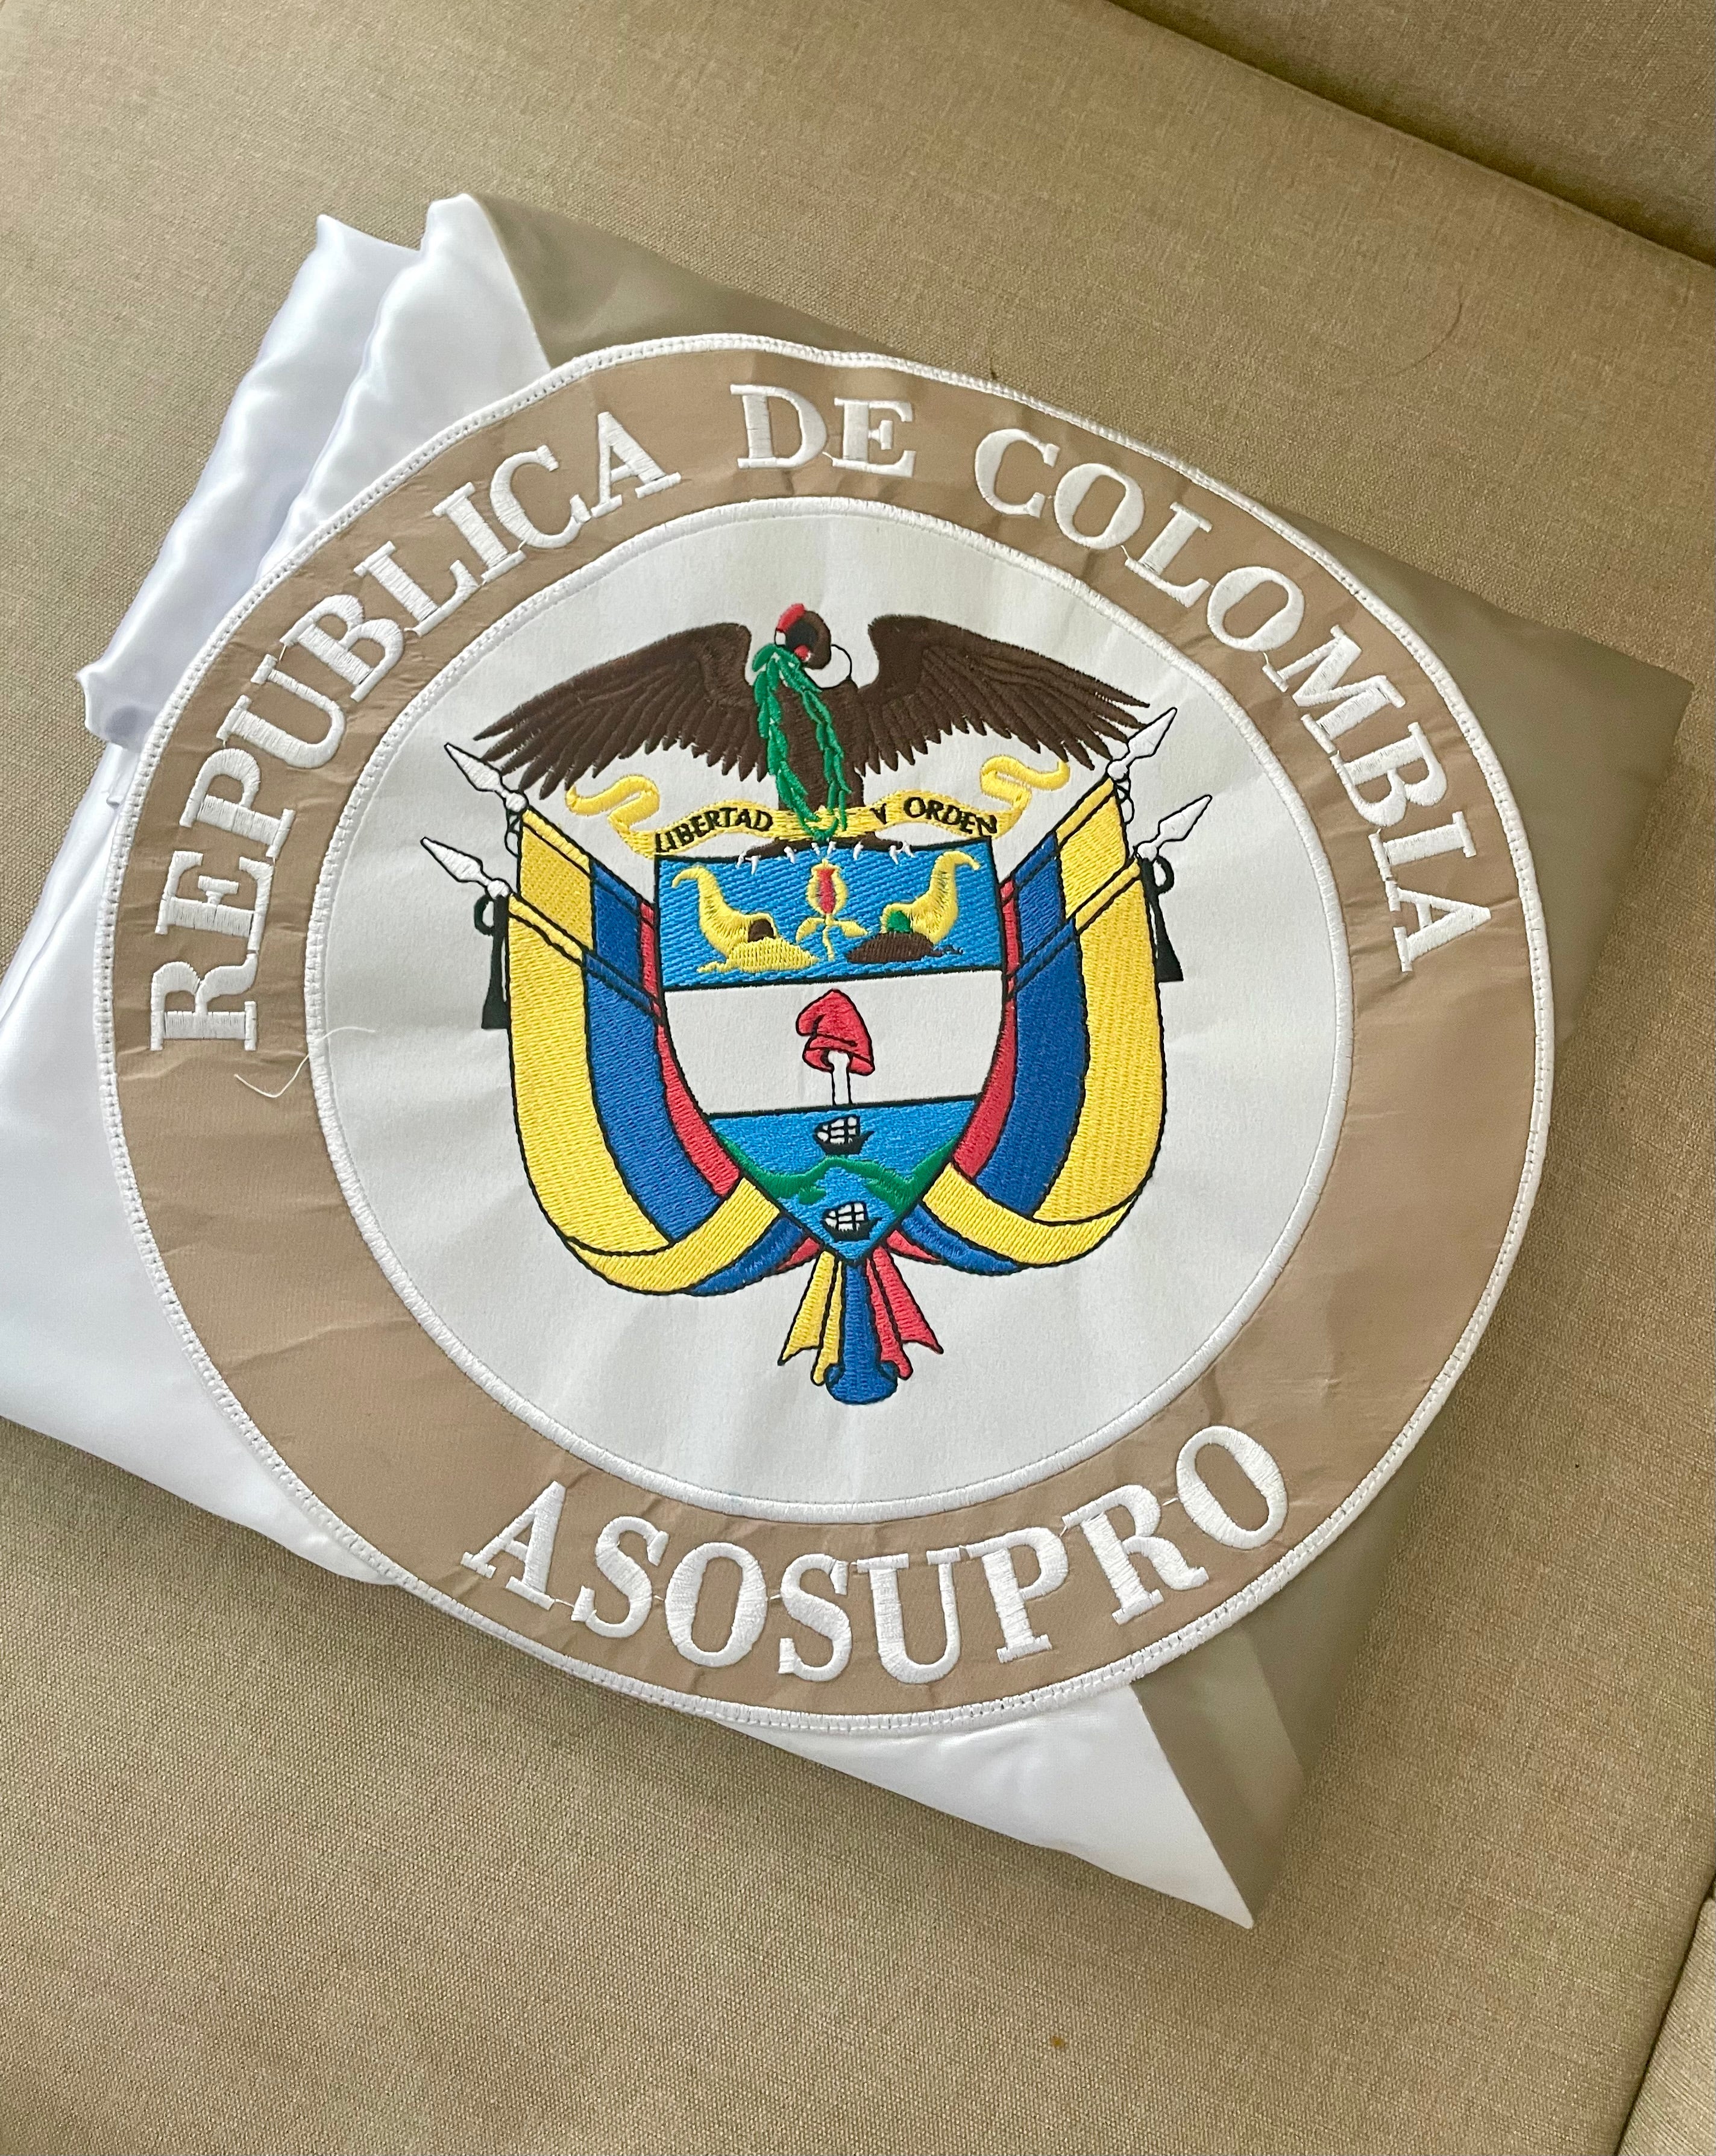 REPUBLICA DE COLOMBIA
LIBERTAD Y ORDEN
ASOSUPRO